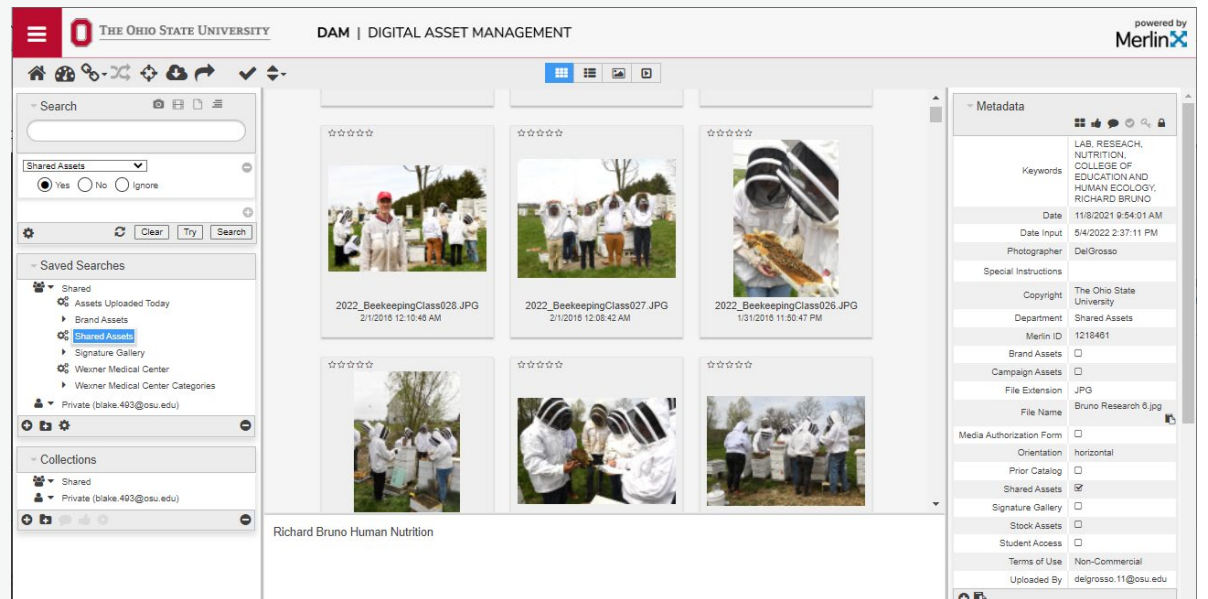 THE OHIO STATE UNIVERSITY
DAM | DIGITAL ASSET MANAGEMENT
powered by
MerlinX
Search
Shared Assets
Yes No Ignore
Clear Try Search
Saved Searches
Shared
Assets Uploaded Today
Brand Assets
Shared Assets
Signature Gallery
Wexner Medical Center
Wexner Medical Center Categories
Private (blake.493@osu.edu)
Collections
Shared
Private (blake.493@osu.edu)
2022_BeekeepingClass028.JPG
2/1/2016 12:10:46 AM
2022_BeekeepingClass027.JPG
2/1/2016 12:08:42 AM
2022_BeekeepingClass026.JPG
1/31/2016 11:50:47 PM
Richard Bruno Human Nutrition
Metadata
Keywords
LAB, RESEACH,
NUTRITION,
COLLEGE OF
EDUCATION AND
HUMAN ECOLOGY,
RICHARD BRUNO
Date 11/8/2021 9:54:01 AM
Date Input 5/4/2022 2:37:11 PM
Photographer DelGrosso
Special Instructions
Copyright The Ohio State
University
Department Shared Assets
Merlin ID 1218461
Brand Assets
Campaign Assets
File Extension JPG
File Name Bruno Research 6.jpg
Media Authorization Form
Orientation horizontal
Prior Catalog
Shared Assets
Signature Gallery
Stock Assets
Student Access
Terms of Use Non-Commercial
Uploaded By delgrosso.11@osu.edu